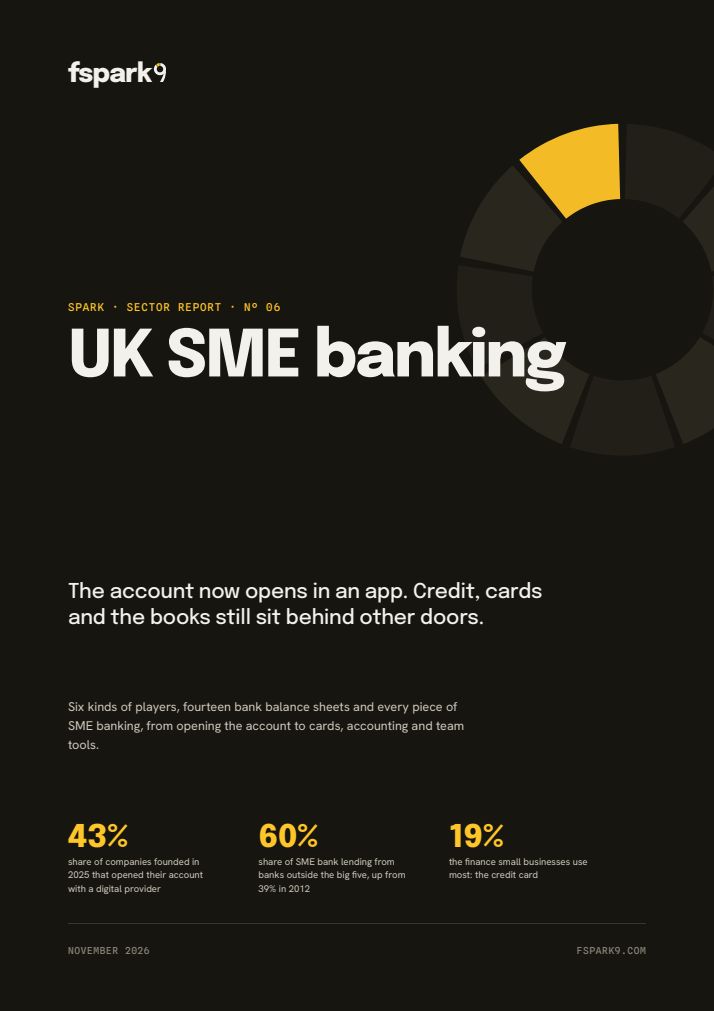 fspark9
SPARK · SECTOR REPORT · Nº 06
UK SME banking
The account now opens in an app. Credit, cards
and the books still sit behind other doors.
Six kinds of players, fourteen bank balance sheets and every piece of
SME banking, from opening the account to cards, accounting and team
tools.
43%
share of companies founded in
2025 that opened their account
with a digital provider
60%
share of SME bank lending from
banks outside the big five, up from
39% in 2012
19%
the finance small businesses use
most: the credit card
NOVEMBER 2026
FSPARK9.COM